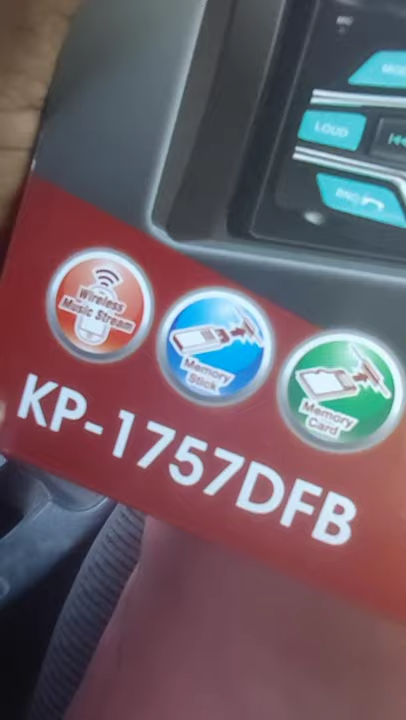 LOUD
Wireless
Music Stream
Memory
Stick
Memory
Card
KP-1757DFB